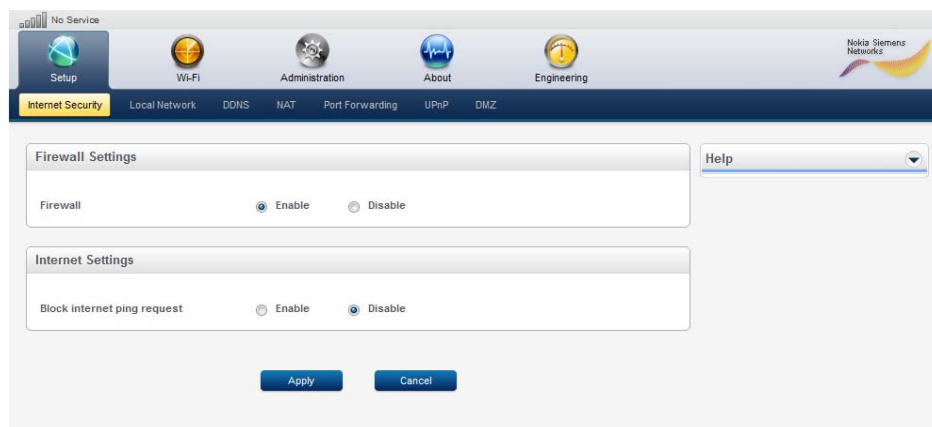 No Service
Setup
Wi-Fi
Administration
About
Engineering
Nokia Siemens
Networks
Internet Security
Local Network
DDNS
NAT
Port Forwarding
UPnP
DMZ
Firewall Settings
Help
Firewall
Enable
Disable
Internet Settings
Block internet ping request
Enable
Disable
Apply
Cancel